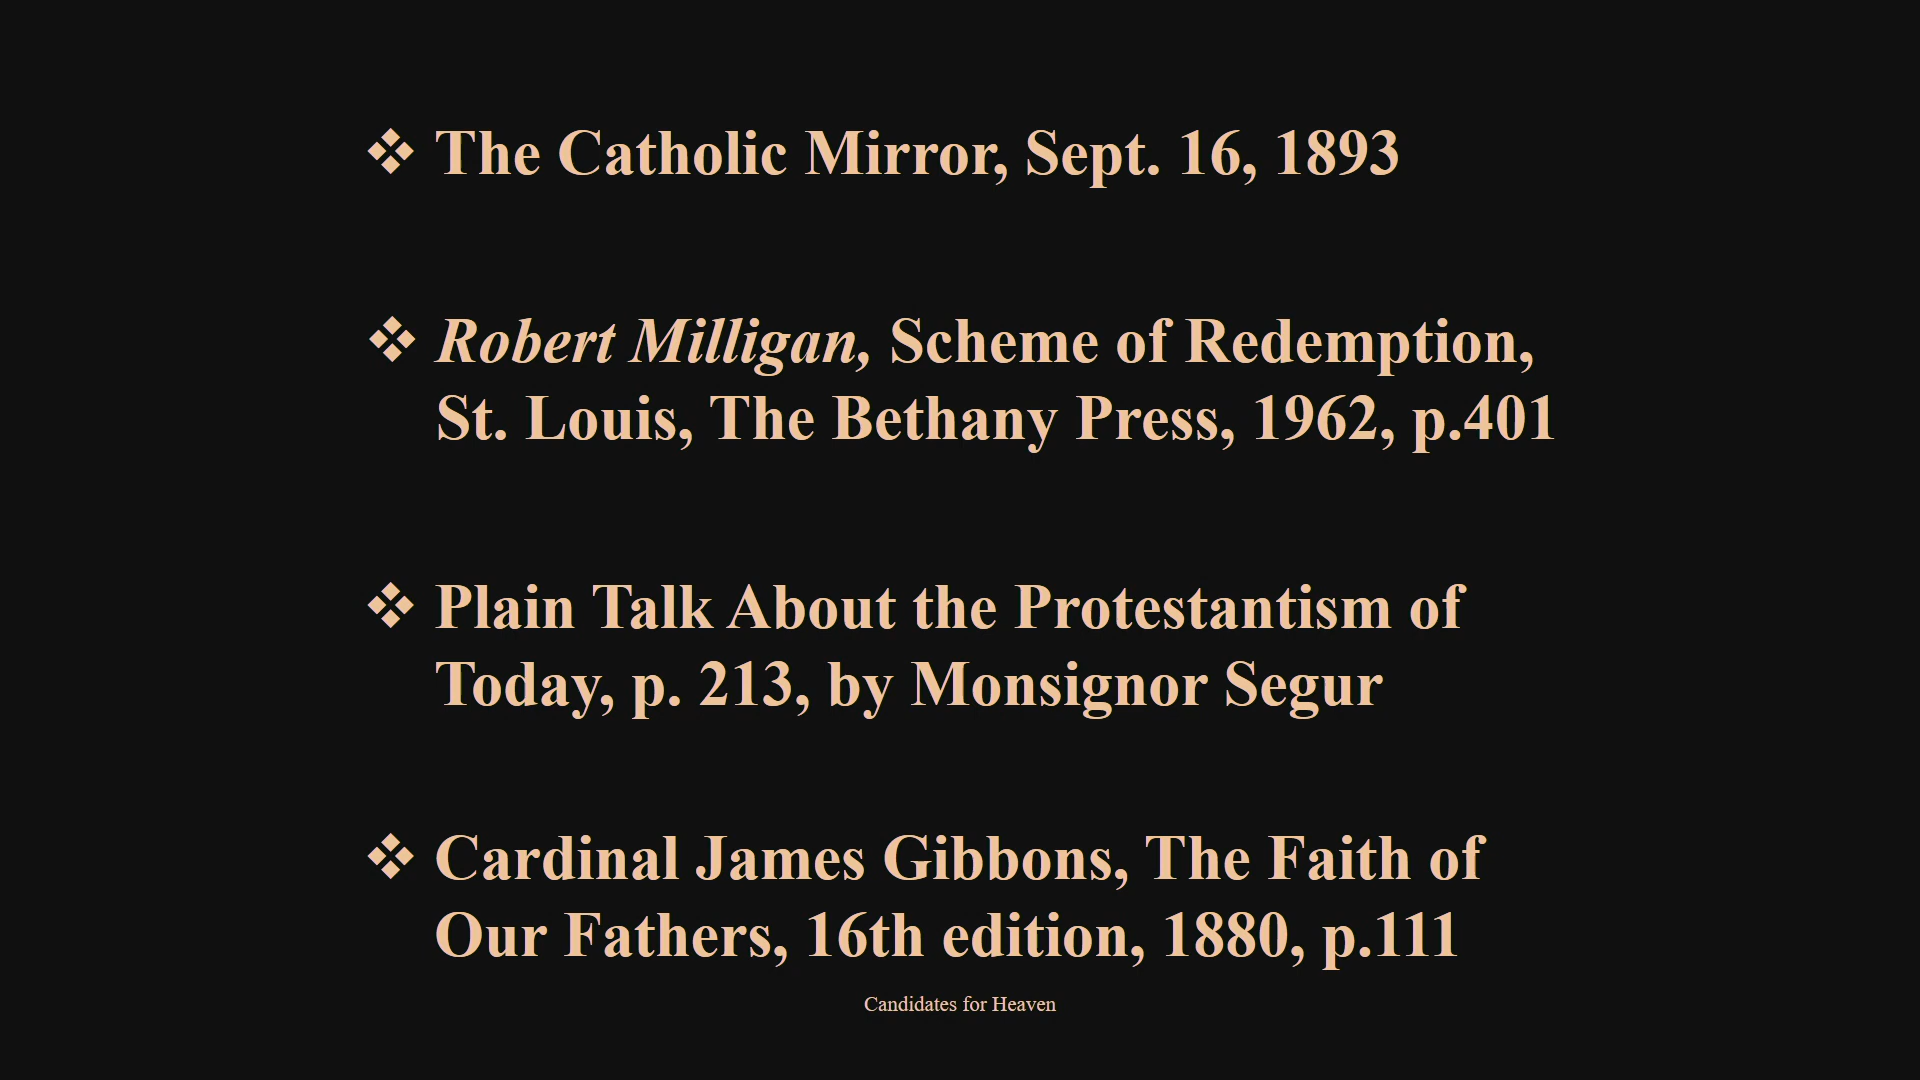 ❖ The Catholic Mirror, Sept. 16, 1893
❖ Robert Milligan, Scheme of Redemption,
St. Louis, The Bethany Press, 1962, p.401
❖ Plain Talk About the Protestantism of
Today, p. 213, by Monsignor Segur
❖ Cardinal James Gibbons, The Faith of
Our Fathers, 16th edition, 1880, p.111
Candidates for Heaven